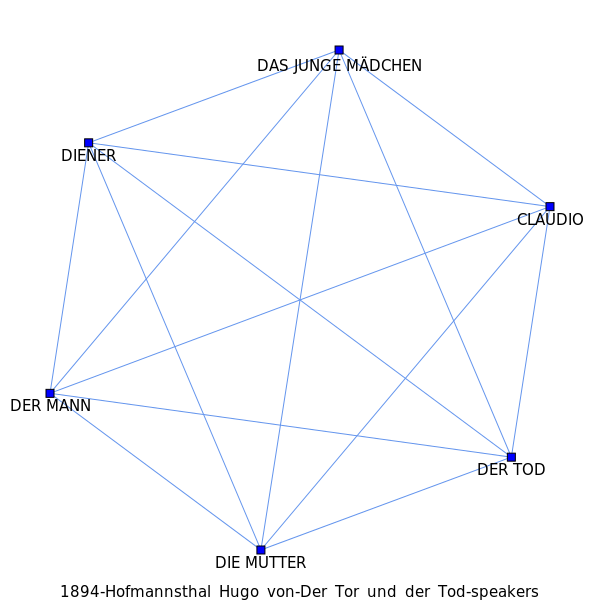 DAS JUNGE MÄDCHEN
DIENER
CLAUDIO
DER MANN
DER TOD
DIE MUTTER
1894-Hofmannsthal Hugo von-Der Tor und der Tod-speakers